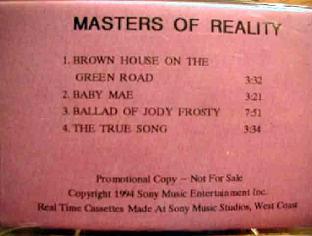 MASTERS OF REALITY
1. BROWN HOUSE ON THE
GREEN ROAD 3:32
2. BABY MAE 3:21
3. BALLAD OF JODY FROSTY 7:51
4. THE TRUE SONG 3:34
Promotional Copy – Not For Sale
Copyright 1994 Sony Music Entertainment Inc.
Real Time Cassettes Made At Sony Music Studios, West Coast